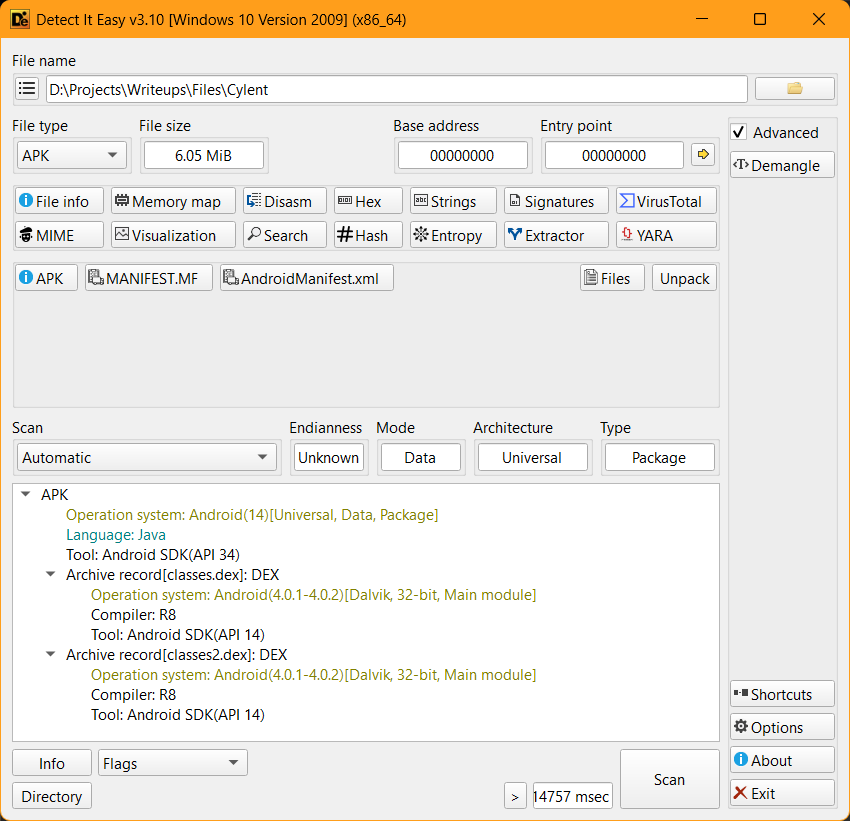 Detect It Easy v3.10 [Windows 10 Version 2009] (x86_64)
File name
D:\Projects\Writeups\Files\Cylent
File type File size Base address Entry point
APK 6.05 MiB 00000000 00000000
Advanced
Demangle
File info Memory map Disasm Hex Strings Signatures VirusTotal
MIME Visualization Search Hash Entropy Extractor YARA
APK MANIFEST.MF AndroidManifest.xml Files Unpack
Scan Endianness Mode Architecture Type
Automatic Unknown Data Universal Package
APK
Operation system: Android(14)[Universal, Data, Package]
Language: Java
Tool: Android SDK(API 34)
Archive record[classes.dex]: DEX
Operation system: Android(4.0.1-4.0.2)[Dalvik, 32-bit, Main module]
Compiler: R8
Tool: Android SDK(API 14)
Archive record[classes2.dex]: DEX
Operation system: Android(4.0.1-4.0.2)[Dalvik, 32-bit, Main module]
Compiler: R8
Tool: Android SDK(API 14)
Shortcuts
Options
About
Exit
Info Flags Scan
Directory > 14757 msec